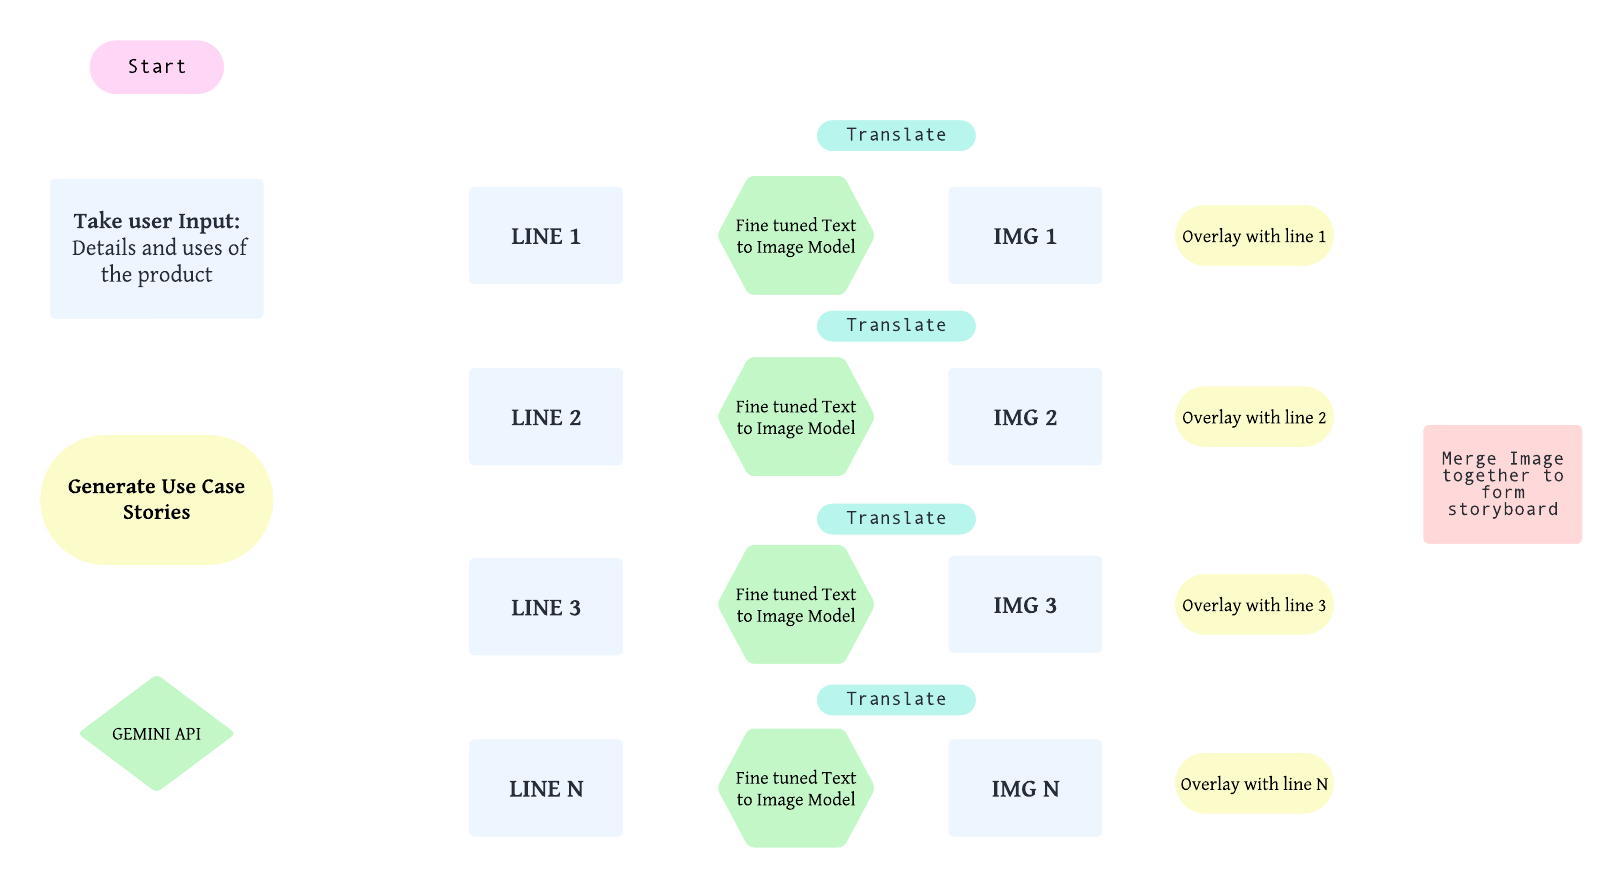 Start
Take user Input:
Details and uses of
the product
Generate Use Case
Stories
GEMINI API
Translate
LINE 1
Fine tuned Text
to Image Model
IMG 1
Overlay with line 1
Translate
LINE 2
Fine tuned Text
to Image Model
IMG 2
Overlay with line 2
Translate
LINE 3
Fine tuned Text
to Image Model
IMG 3
Overlay with line 3
Translate
LINE N
Fine tuned Text
to Image Model
IMG N
Overlay with line N
Merge Image
together to
form
storyboard